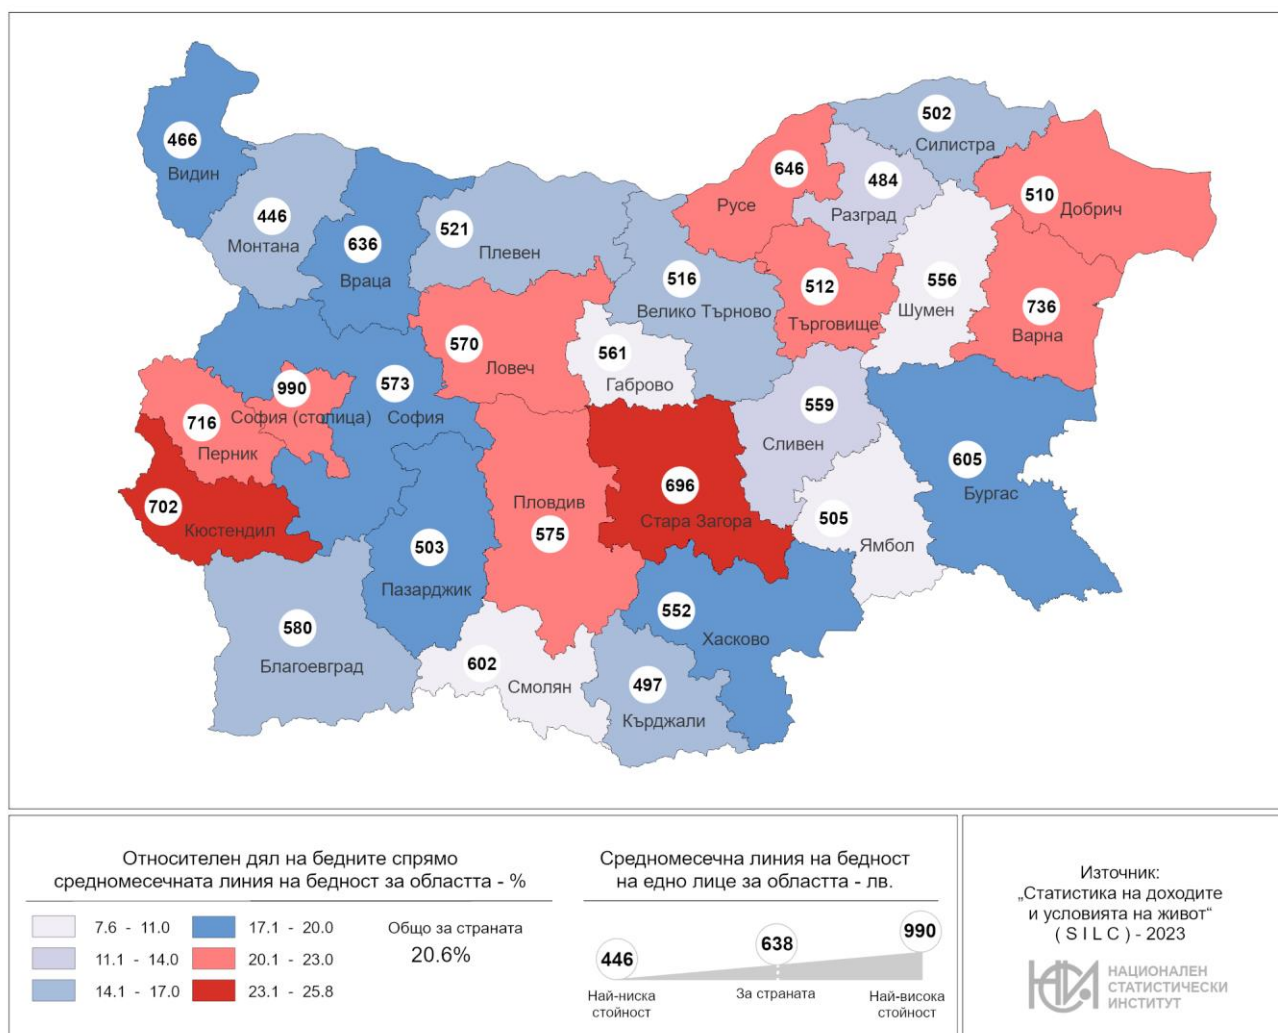 502
Силистра
466
Видин
646
Русе
484
Разград
510
Добрич
446
Монтана
636
Враца
521
Плевен
516
Велико Търново
512
Търговище
556
Шумен
736
Варна
570
Ловеч
561
Габрово
990
София (столица)
573
София
716
Перник
559
Сливен
605
Бургас
702
Кюстендил
696
Стара Загора
Пловдив
575
505
Ямбол
503
Пазарджик
552
Хасково
580
Благоевград
602
Смолян
497
Кърджали
Относителен дял на бедните спрямо
средномесечната линия на бедност за областта - %
7.6 - 11.0
11.1 - 14.0
14.1 - 17.0
17.1 - 20.0
20.1 - 23.0
23.1 - 25.8
Общо за страната
20.6%
Средномесечна линия на бедност
на едно лице за областта - лв.
446
638
990
Най-ниска
стойност
За страната
Най-висока
стойност
Източник:
„Статистика на доходите
и условията на живот“
( S I L C ) - 2023
НСИ
НАЦИОНАЛЕН
СТАТИСТИЧЕСКИ
ИНСТИТУТ